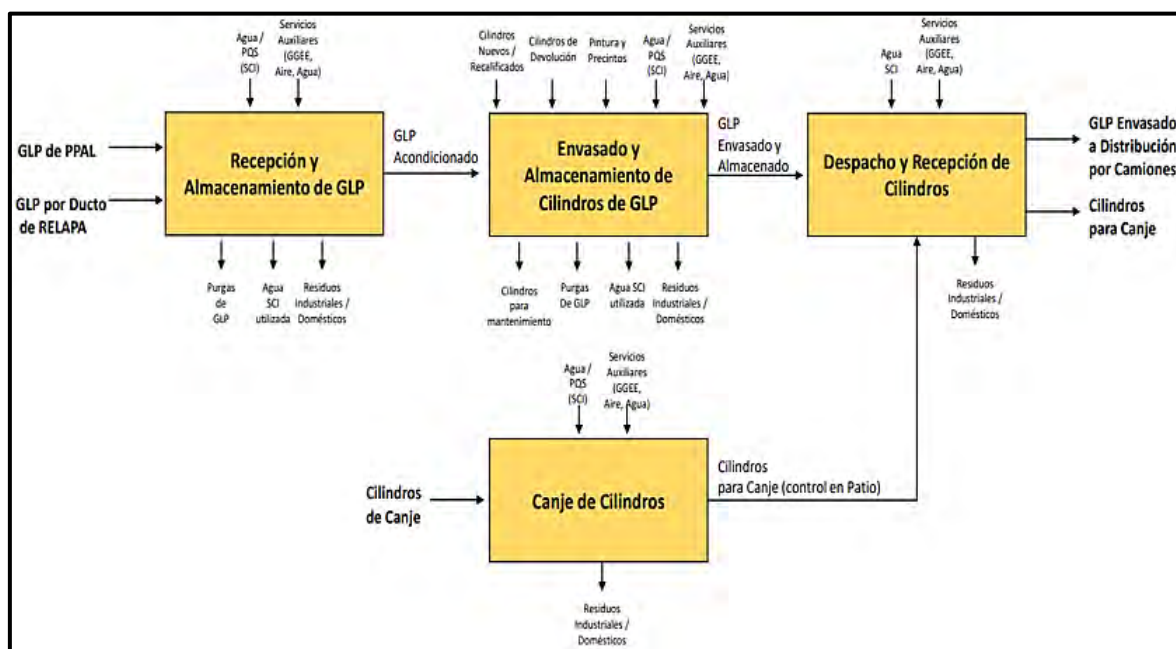 Agua /
PQS
(SCI)
Servicios
Auxiliares
(GGEE,
Aire, Agua)
Cilindros
Nuevos /
Recalificados
Cilindros de
Devolución
Pintura y
Precintos
Agua /
PQS
(SCI)
Servicios
Auxiliares
(GGEE,
Aire, Agua)
Agua
SCI
Servicios
Auxiliares
(GGEE,
Aire, Agua)
GLP de PPAL
GLP por Ducto
de RELAPA
Recepción y
Almacenamiento de GLP
GLP
Acondicionado
Envasado y
Almacenamiento de
Cilindros de GLP
GLP
Envasado y
Almacenado
Despacho y Recepción de
Cilindros
GLP Envasado
a Distribución
por Camiones
Cilindros
para Canje
Purgas
de
GLP
Agua
SCI
utilizada
Residuos
Industriales /
Domésticos
Cilindros
para
mantenimiento
Purgas
De GLP
Agua SCI
utilizada
Residuos
Industriales /
Domésticos
Residuos
Industriales /
Domésticos
Agua /
PQS
(SCI)
Servicios
Auxiliares
(GGEE,
Aire, Agua)
Cilindros
de Canje
Canje de Cilindros
Cilindros
para Canje (control en Patio)
Residuos
Industriales /
Domésticos